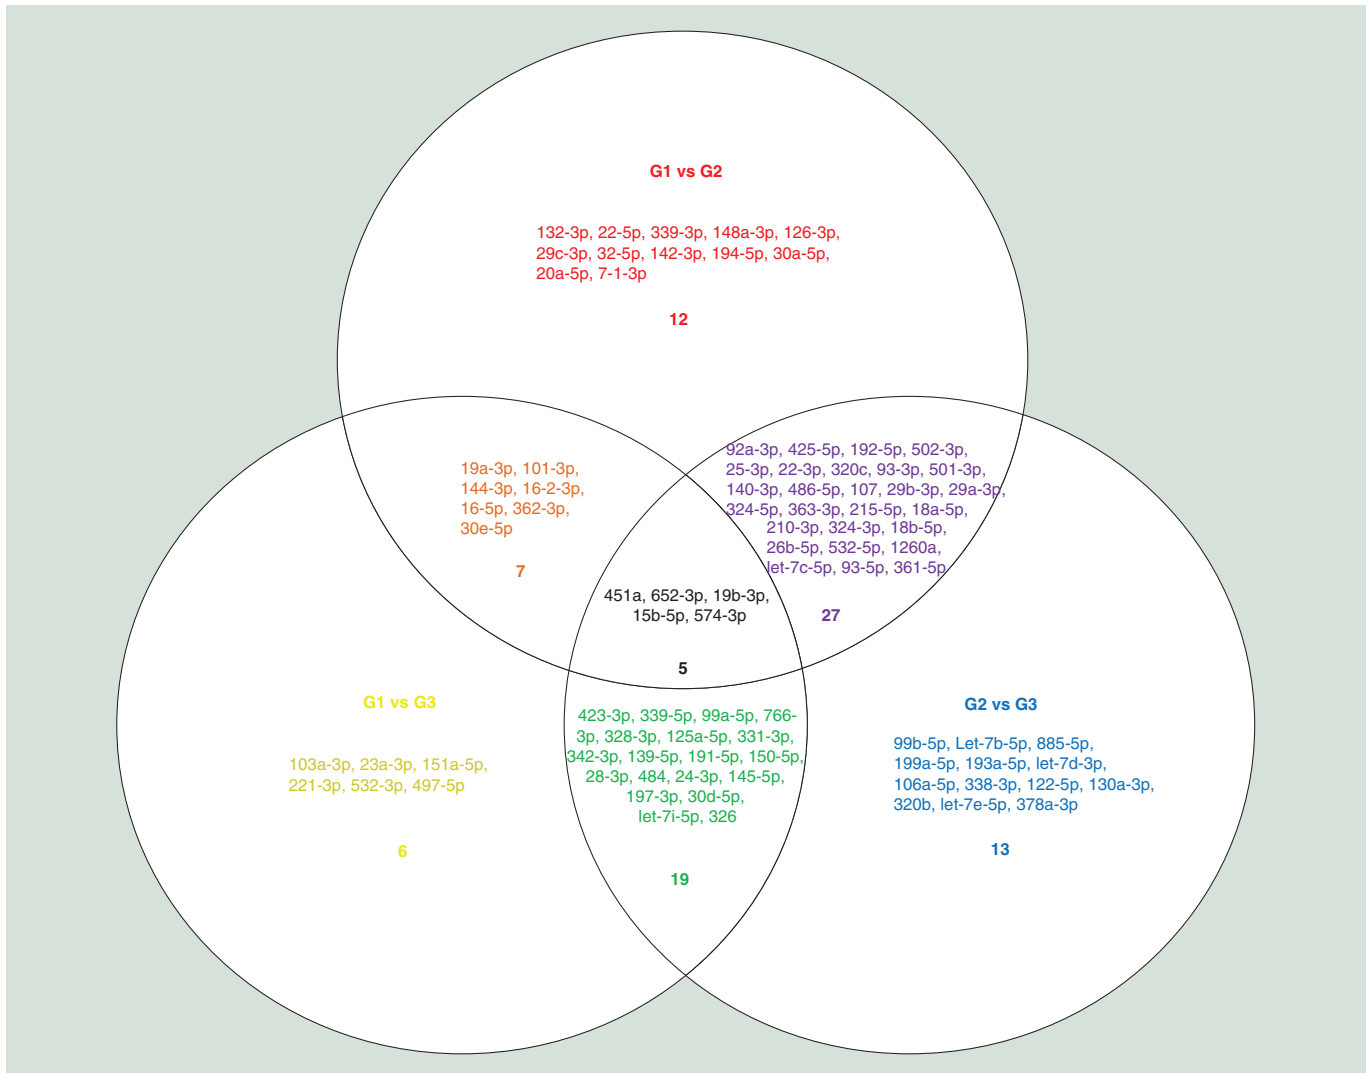 G1 vs G2
132-3p, 22-5p, 339-3p, 148a-3p, 126-3p,
29c-3p, 32-5p, 142-3p, 194-5p, 30a-5p,
20a-5p, 7-1-3p
12
19a-3p, 101-3p,
144-3p, 16-2-3p,
16-5p, 362-3p,
30e-5p
7
92a-3p, 425-5p, 192-5p, 502-3p,
25-3p, 22-3p, 320c, 93-3p, 501-3p,
140-3p, 486-5p, 107, 29b-3p, 29a-3p,
324-5p, 363-3p, 215-5p, 18a-5p,
210-3p, 324-3p, 18b-5p,
26b-5p, 532-5p, 1260a,
let-7c-5p, 93-5p, 361-5p
27
451a, 652-3p, 19b-3p,
15b-5p, 574-3p
5
G1 vs G3
103a-3p, 23a-3p, 151a-5p,
221-3p, 532-3p, 497-5p
6
423-3p, 339-5p, 99a-5p, 766-
3p, 328-3p, 125a-5p, 331-3p,
342-3p, 139-5p, 191-5p, 150-5p,
28-3p, 484, 24-3p, 145-5p,
197-3p, 30d-5p,
let-7i-5p, 326
19
G2 vs G3
99b-5p, Let-7b-5p, 885-5p,
199a-5p, 193a-5p, let-7d-3p,
106a-5p, 338-3p, 122-5p, 130a-3p,
320b, let-7e-5p, 378a-3p
13